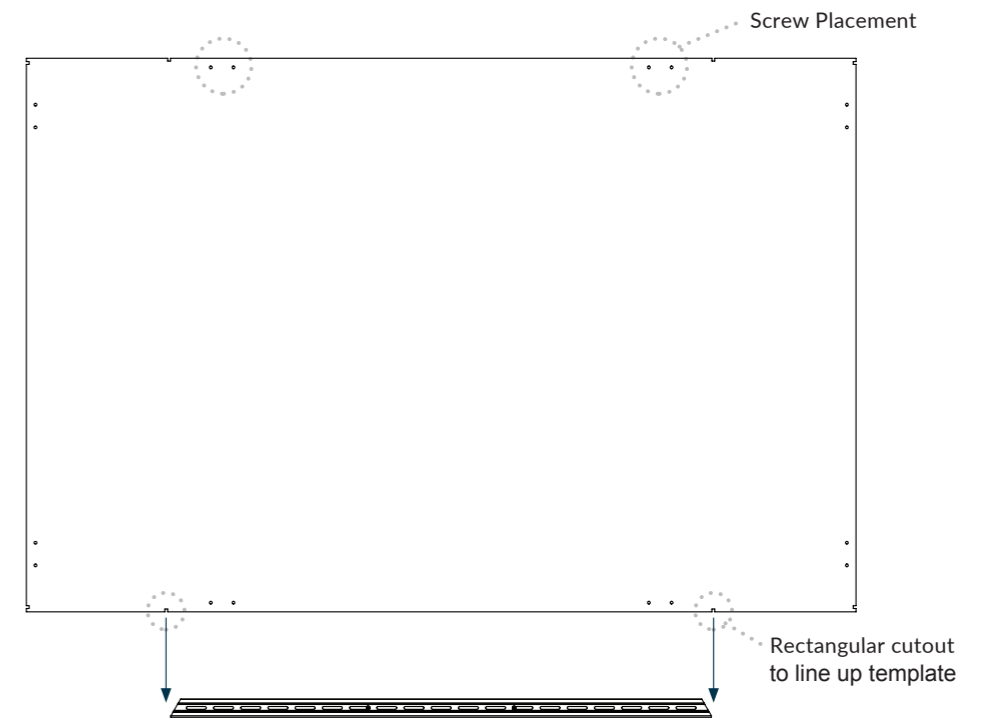 Screw Placement
Rectangular cutout
to line up template